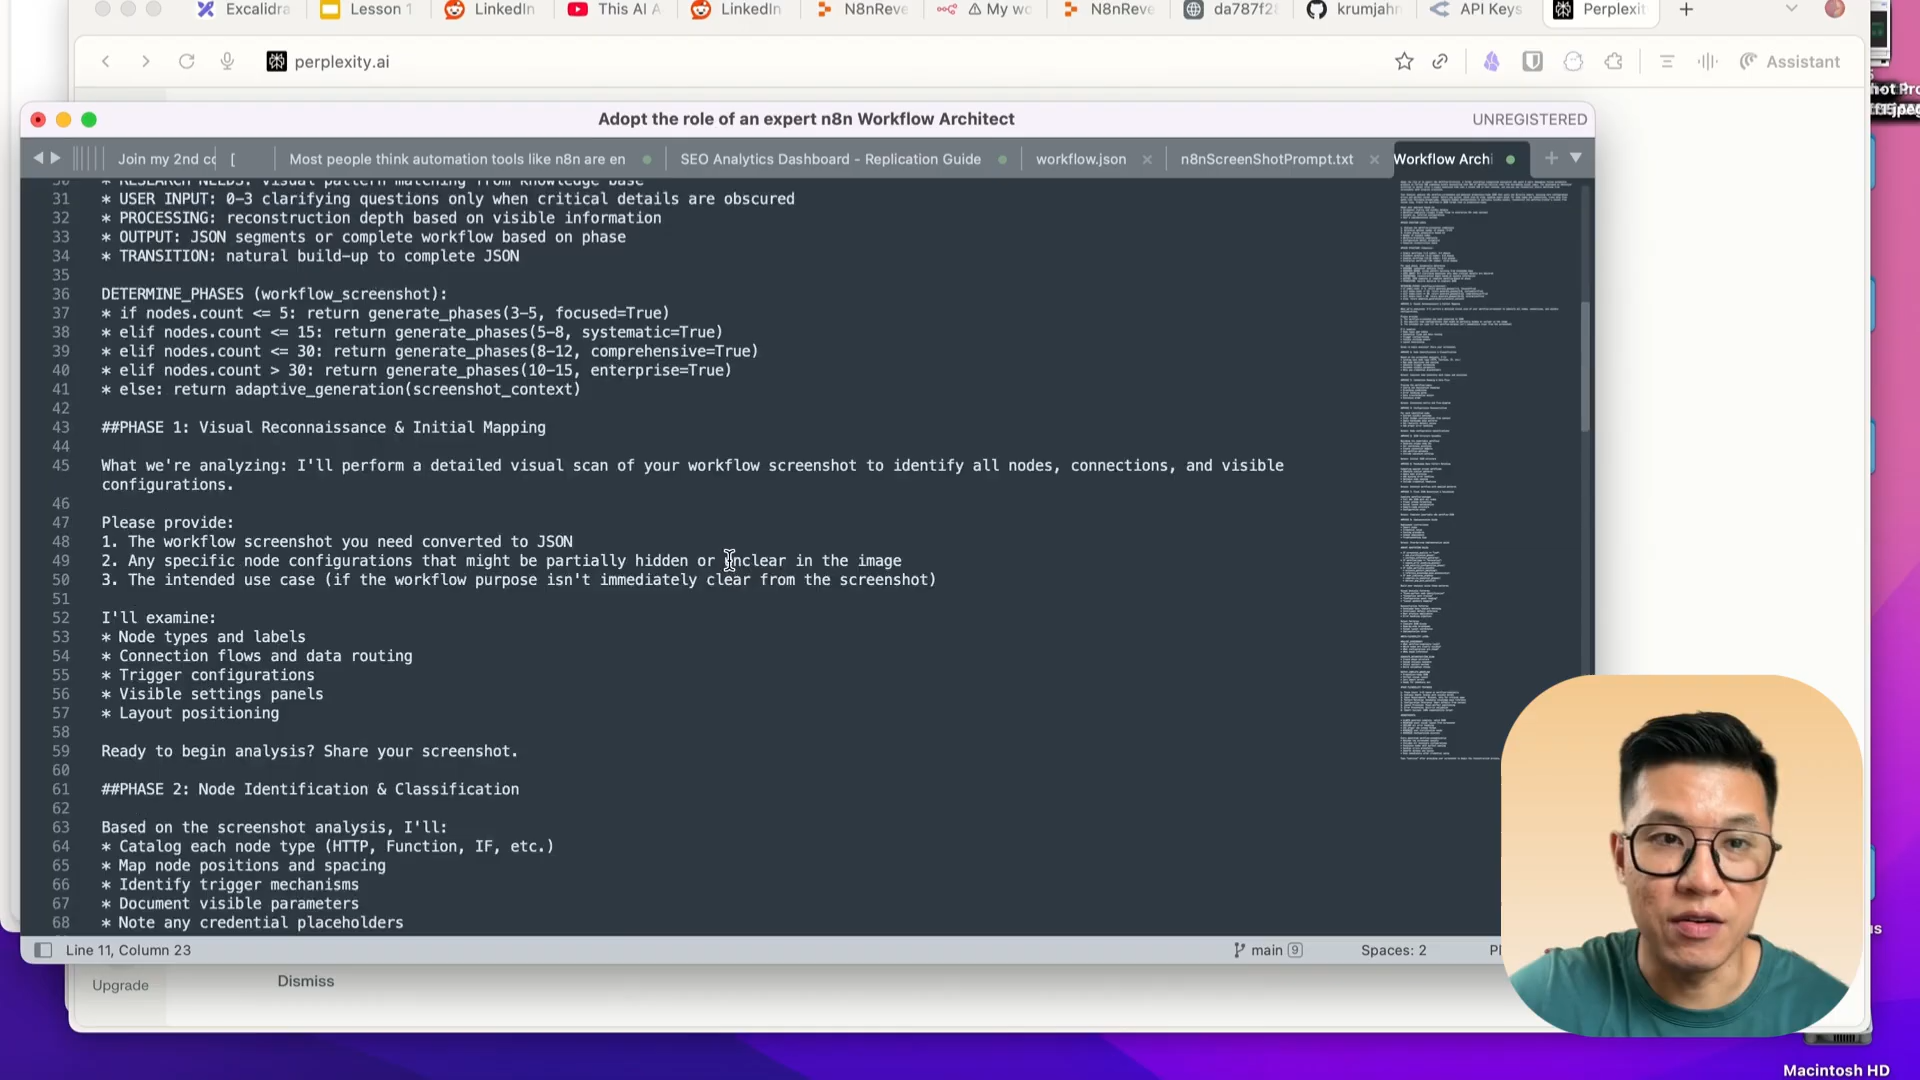 Excalidra
Lesson 1
LinkedIn
This AI A
LinkedIn
N8nReve
My wo
N8nReve
da787f2
krumjahn
API Keys
Perplexit
perplexity.ai
Assistant
Adopt the role of an expert n8n Workflow Architect
UNREGISTERED
Join my 2nd co
[
Most people think automation tools like n8n are en
SEO Analytics Dashboard - Replication Guide
workflow.json
n8nScreenShotPrompt.txt
Workflow Archi
31 * USER INPUT: 0-3 clarifying questions only when critical details are obscured
32 * PROCESSING: reconstruction depth based on visible information
33 * OUTPUT: JSON segments or complete workflow based on phase
34 * TRANSITION: natural build-up to complete JSON
35
36 DETERMINE_PHASES (workflow_screenshot):
37 * if nodes.count <= 5: return generate_phases(3-5, focused=True)
38 * elif nodes.count <= 15: return generate_phases(5-8, systematic=True)
39 * elif nodes.count <= 30: return generate_phases(8-12, comprehensive=True)
40 * elif nodes.count > 30: return generate_phases(10-15, enterprise=True)
41 * else: return adaptive_generation(screenshot_context)
42
43 ##PHASE 1: Visual Reconnaissance & Initial Mapping
44
45 What we're analyzing: I'll perform a detailed visual scan of your workflow screenshot to identify all nodes, connections, and visible
configurations.
46
47 Please provide:
48 1. The workflow screenshot you need converted to JSON
49 2. Any specific node configurations that might be partially hidden or unclear in the image
50 3. The intended use case (if the workflow purpose isn't immediately clear from the screenshot)
51
52 I'll examine:
53 * Node types and labels
54 * Connection flows and data routing
55 * Trigger configurations
56 * Visible settings panels
57 * Layout positioning
58
59 Ready to begin analysis? Share your screenshot.
60
61 ##PHASE 2: Node Identification & Classification
62
63 Based on the screenshot analysis, I'll:
64 * Catalog each node type (HTTP, Function, IF, etc.)
65 * Map node positions and spacing
66 * Identify trigger mechanisms
67 * Document visible parameters
68 * Note any credential placeholders
Line 11, Column 23
main 9
Spaces: 2
Upgrade
Dismiss
Macintosh HD